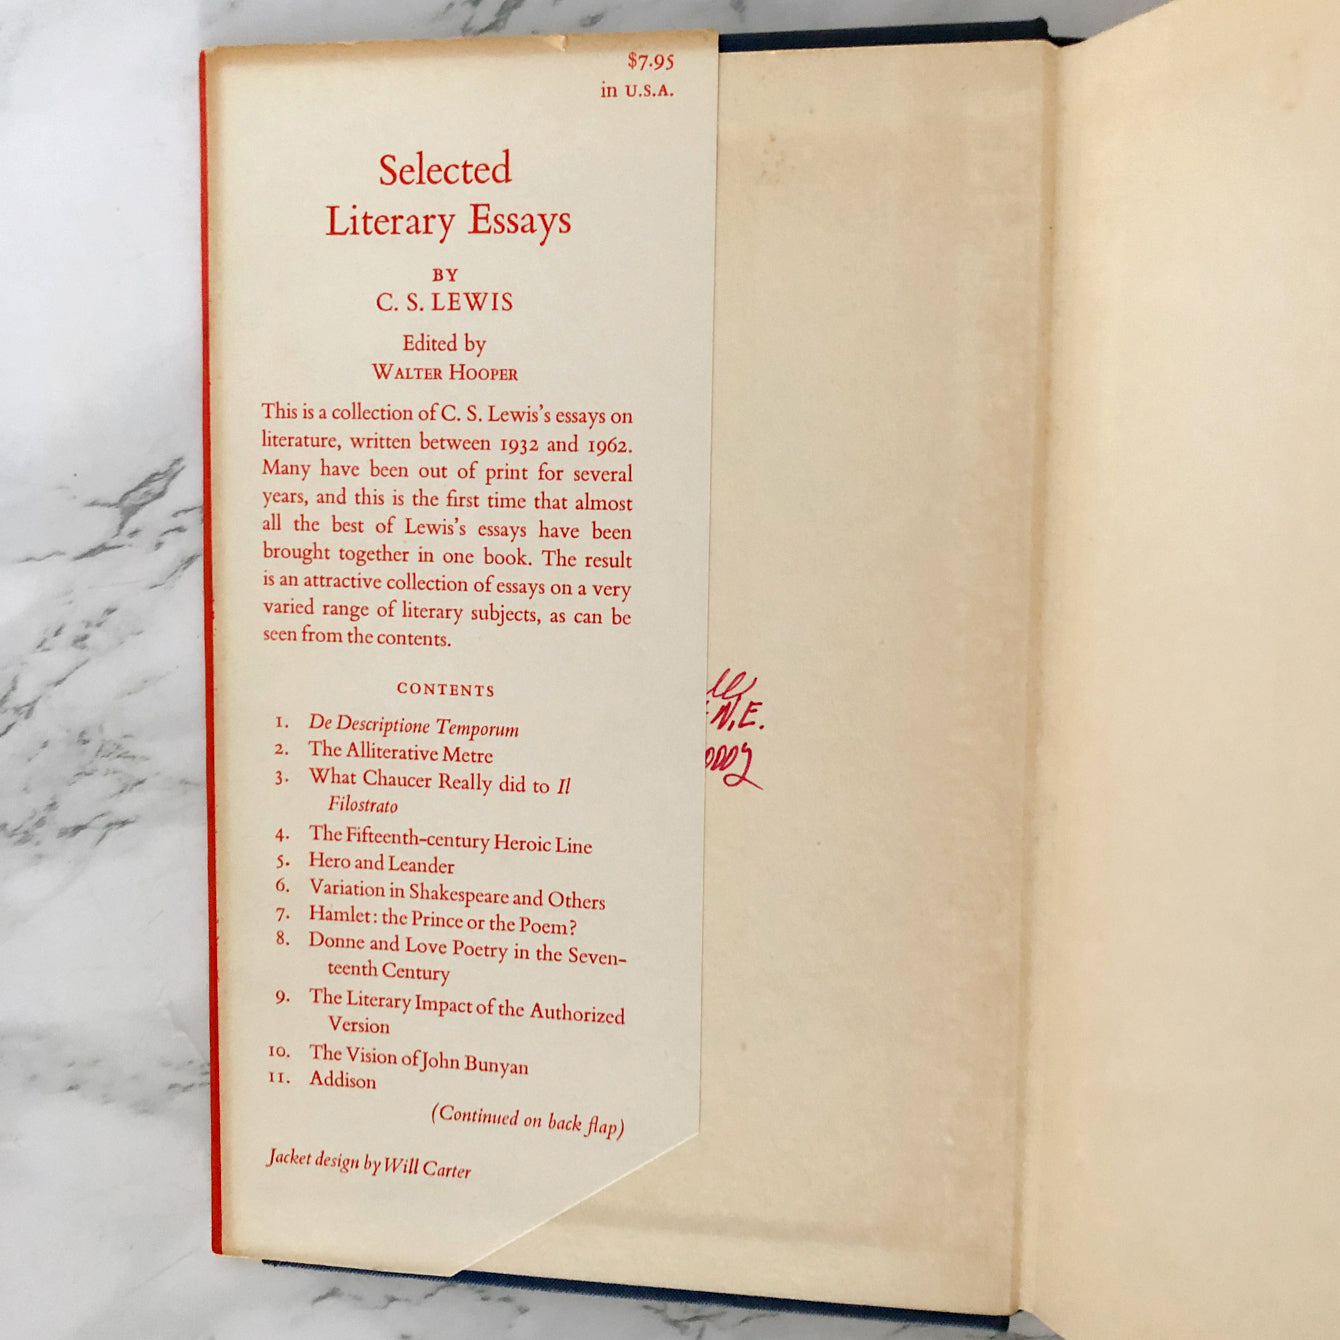 $7.95
in U.S.A.
Selected
Literary Essays
BY
C. S. LEWIS
Edited by
WALTER HOOPER
This is a collection of C. S. Lewis's essays on
literature, written between 1932 and 1962.
Many have been out of print for several
years, and this is the first time that almost
all the best of Lewis's essays have been
brought together in one book. The result
is an attractive collection of essays on a very
varied range of literary subjects, as can be
seen from the contents.
CONTENTS
1. De Descriptione Temporum
2. The Alliterative Metre
3. What Chaucer Really did to Il
Filostrato
4. The Fifteenth-century Heroic Line
5. Hero and Leander
6. Variation in Shakespeare and Others
7. Hamlet: the Prince or the Poem?
8. Donne and Love Poetry in the Seven-
teenth Century
9. The Literary Impact of the Authorized
Version
10. The Vision of John Bunyan
11. Addison
(Continued on back flap)
Jacket design by Will Carter
N.E.